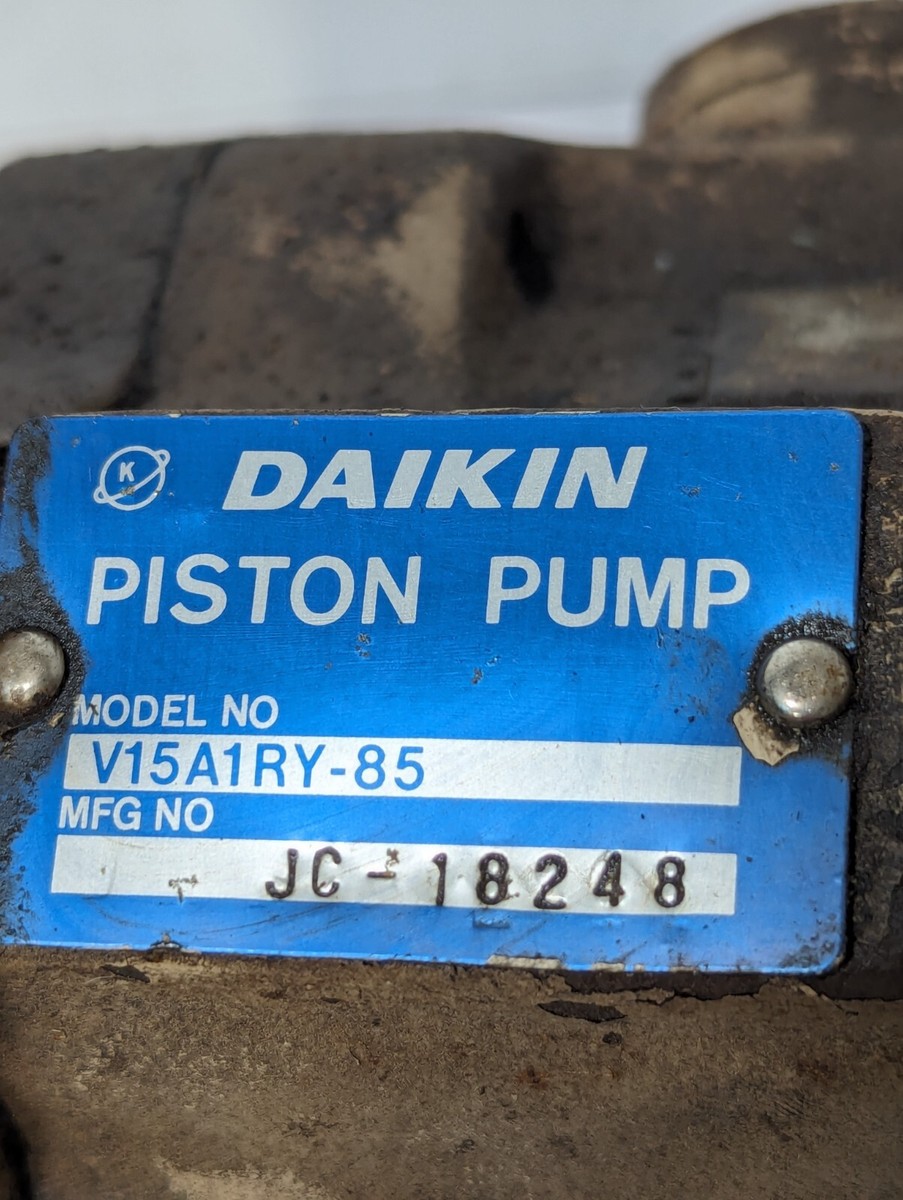 K DAIKIN
PISTON PUMP
MODEL NO
V15A1RY-85
MFG NO
JC-18248